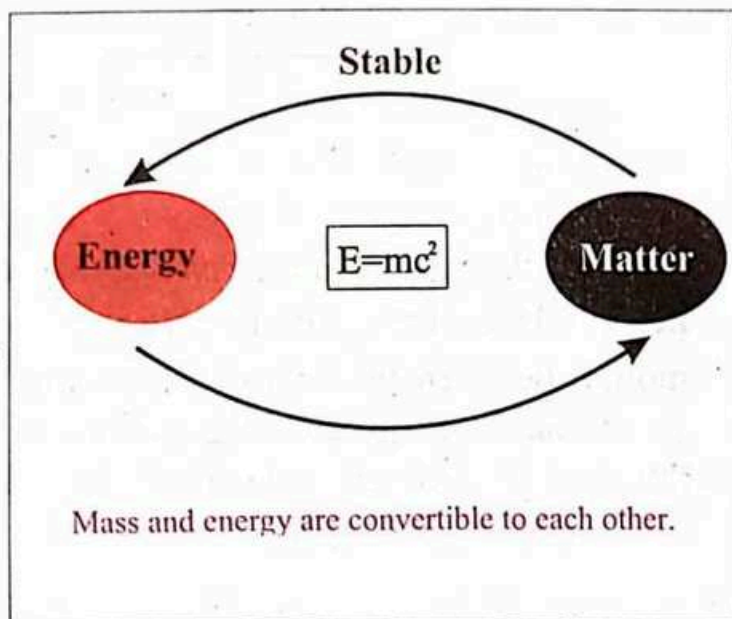 Stable
Energy
E=mc²
Matter
Mass and energy are convertible to each other.